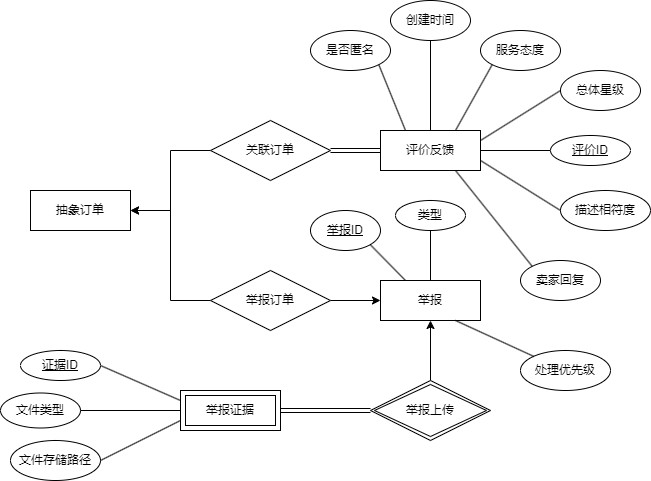 创建时间
是否匿名
服务态度
总体星级
关联订单
评价反馈
评价ID
抽象订单
描述相符度
类型
举报ID
卖家回复
举报订单
举报
证据ID
处理优先级
文件类型
举报证据
举报上传
文件存储路径